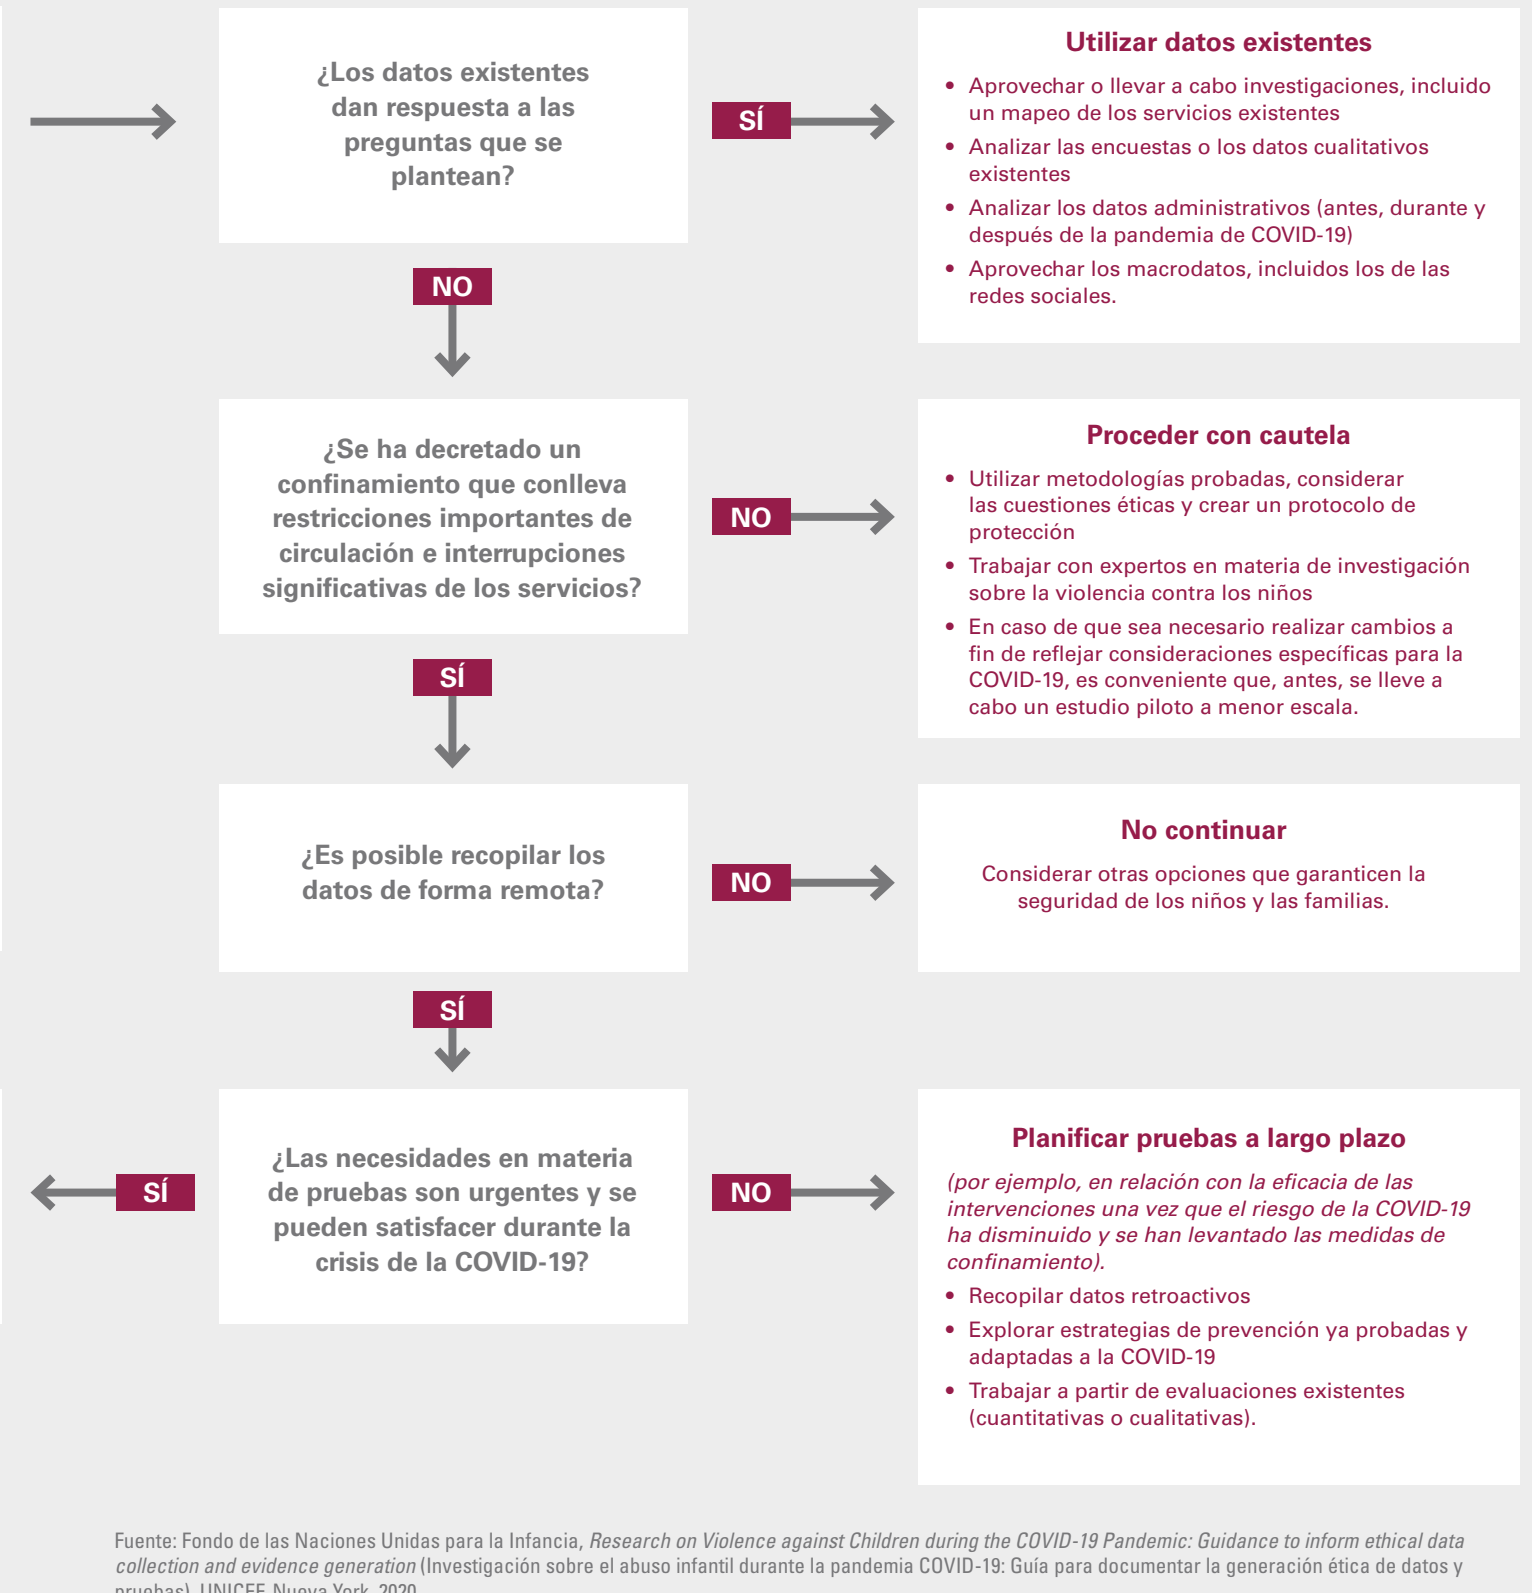 ¿Los datos existentes
dan respuesta a las
preguntas que se
plantean?
SÍ
Utilizar datos existentes
• Aprovechar o llevar a cabo investigaciones, incluido
un mapeo de los servicios existentes
• Analizar las encuestas o los datos cualitativos
existentes
• Analizar los datos administrativos (antes, durante y
después de la pandemia de COVID-19)
• Aprovechar los macrodatos, incluidos los de las
redes sociales.
NO
¿Se ha decretado un
confinamiento que conlleva
restricciones importantes de
circulación e interrupciones
significativas de los servicios?
NO
Proceder con cautela
• Utilizar metodologías probadas, considerar
las cuestiones éticas y crear un protocolo de
protección
• Trabajar con expertos en materia de investigación
sobre la violencia contra los niños
• En caso de que sea necesario realizar cambios a
fin de reflejar consideraciones específicas para la
COVID-19, es conveniente que, antes, se lleve a
cabo un estudio piloto a menor escala.
SÍ
¿Es posible recopilar los
datos de forma remota?
NO
No continuar
Considerar otras opciones que garanticen la
seguridad de los niños y las familias.
SÍ
¿Las necesidades en materia
de pruebas son urgentes y se
pueden satisfacer durante la
crisis de la COVID-19?
SÍ
NO
Planificar pruebas a largo plazo
(por ejemplo, en relación con la eficacia de las
intervenciones una vez que el riesgo de la COVID-19
ha disminuido y se han levantado las medidas de
confinamiento).
• Recopilar datos retroactivos
• Explorar estrategias de prevención ya probadas y
adaptadas a la COVID-19
• Trabajar a partir de evaluaciones existentes
(cuantitativas o cualitativas).
Fuente: Fondo de las Naciones Unidas para la Infancia, Research on Violence against Children during the COVID-19 Pandemic: Guidance to inform ethical data
collection and evidence generation (Investigación sobre el abuso infantil durante la pandemia COVID-19: Guía para documentar la generación ética de datos y
pruebas), UNICEF, Nueva York, 2020